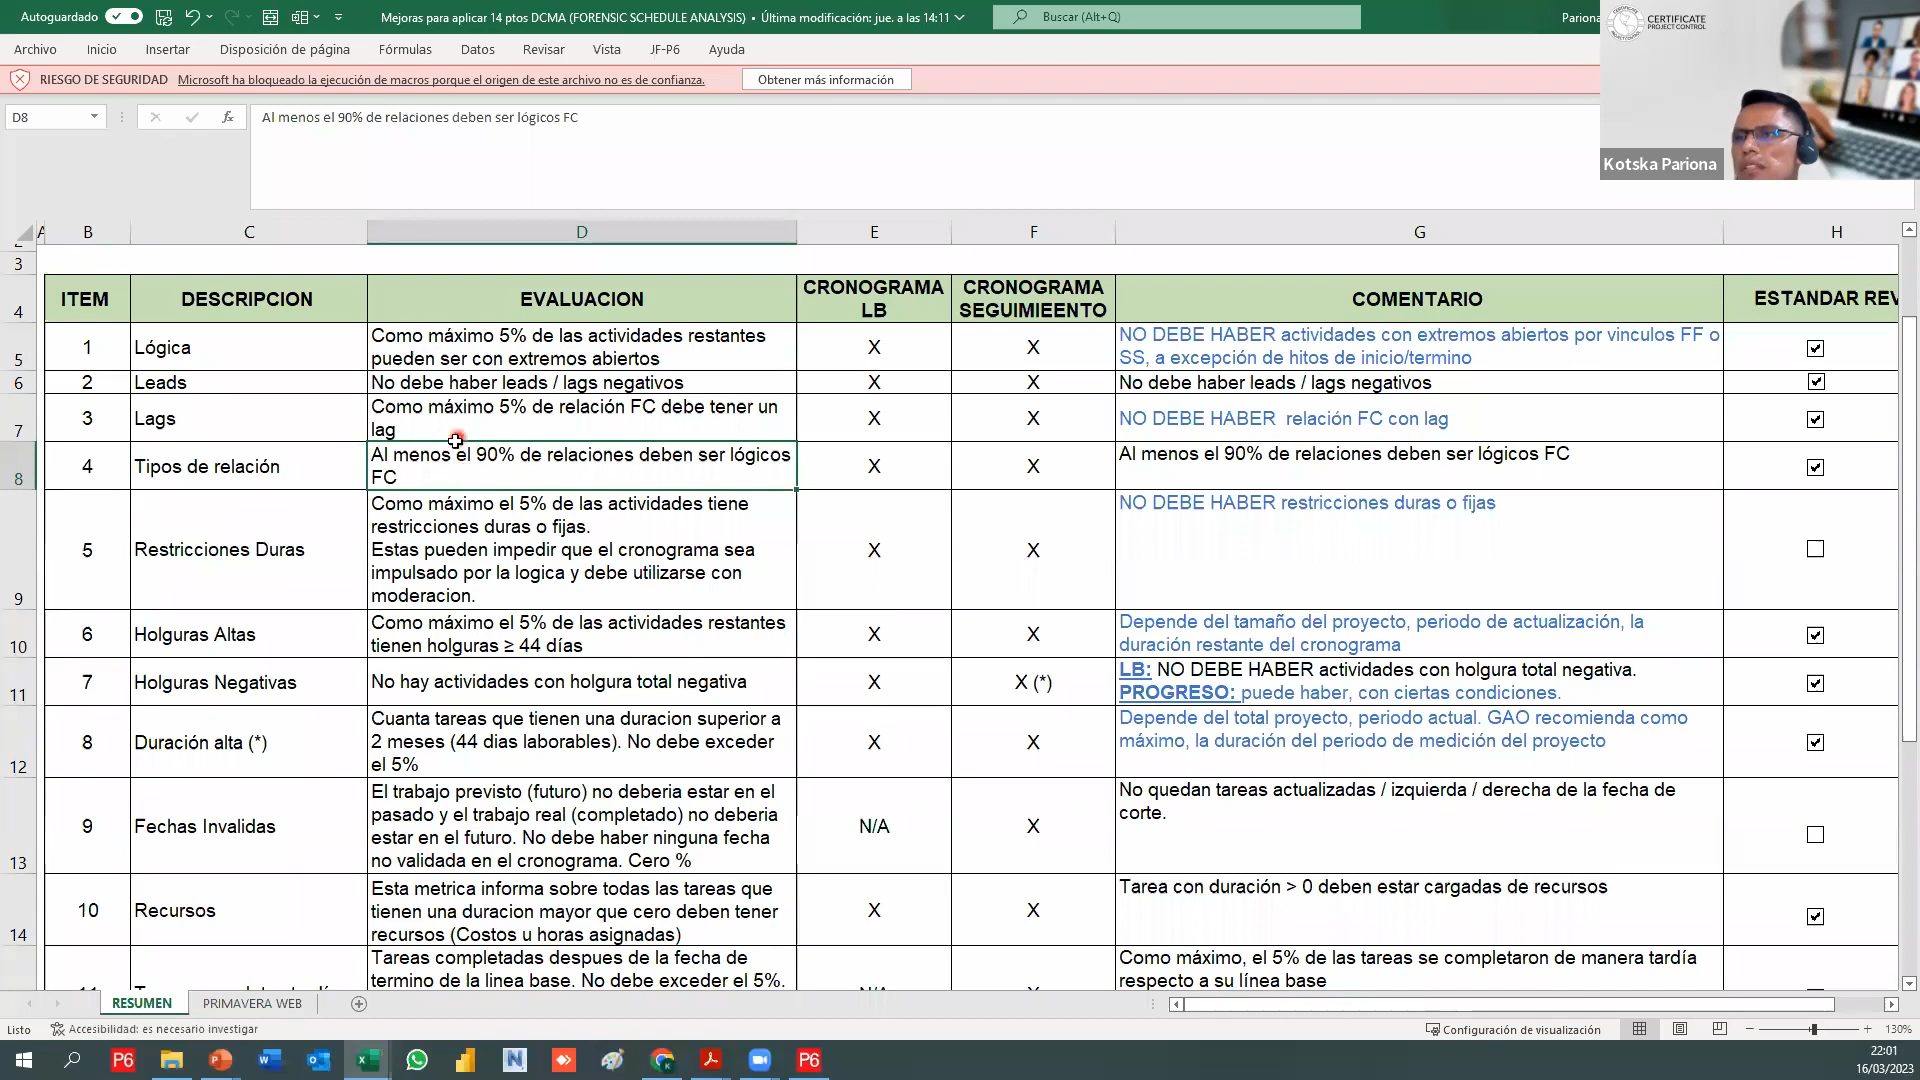 Autoguardado
Mejoras para aplicar 14 ptos DCMA (FORENSIC SCHEDULE ANALYSIS) • Última modificación: jue. a las 14:11
Buscar (Alt+Q)
Pariona
CERTIFICATE
PROJECT CONTROL
Archivo Inicio Insertar Disposición de página Fórmulas Datos Revisar Vista JF-P6 Ayuda
RIESGO DE SEGURIDAD Microsoft ha bloqueado la ejecución de macros porque el origen de este archivo no es de confianza. Obtener más información
D8
fx
Al menos el 90% de relaciones deben ser lógicos FC
Kotska Pariona
A B C D E F G H
3
4
ITEM
DESCRIPCION
EVALUACION
CRONOGRAMA
LB
CRONOGRAMA
SEGUIMIEENTO
COMENTARIO
ESTANDAR REV
5
1
Lógica
Como máximo 5% de las actividades restantes
pueden ser con extremos abiertos
X
X
NO DEBE HABER actividades con extremos abiertos por vinculos FF o
SS, a excepción de hitos de inicio/termino
6
2
Leads
No debe haber leads / lags negativos
X
X
No debe haber leads / lags negativos
7
3
Lags
Como máximo 5% de relación FC debe tener un
lag
X
X
NO DEBE HABER  relación FC con lag
8
4
Tipos de relación
Al menos el 90% de relaciones deben ser lógicos
FC
X
X
Al menos el 90% de relaciones deben ser lógicos FC
9
5
Restricciones Duras
Como máximo el 5% de las actividades tiene
restricciones duras o fijas.
Estas pueden impedir que el cronograma sea
impulsado por la logica y debe utilizarse con
moderacion.
X
X
NO DEBE HABER restricciones duras o fijas
10
6
Holguras Altas
Como máximo el 5% de las actividades restantes
tienen holguras ≥ 44 días
X
X
Depende del tamaño del proyecto, periodo de actualización, la
duración restante del cronograma
11
7
Holguras Negativas
No hay actividades con holgura total negativa
X
X (*)
LB: NO DEBE HABER actividades con holgura total negativa.
PROGRESO: puede haber, con ciertas condiciones.
12
8
Duración alta (*)
Cuanta tareas que tienen una duracion superior a
2 meses (44 dias laborables). No debe exceder
el 5%
X
X
Depende del total proyecto, periodo actual. GAO recomienda como
máximo, la duración del periodo de medición del proyecto
13
9
Fechas Invalidas
El trabajo previsto (futuro) no deberia estar en el
pasado y el trabajo real (completado) no deberia
estar en el futuro. No debe haber ninguna fecha
no validada en el cronograma. Cero %
N/A
X
No quedan tareas actualizadas / izquierda / derecha de la fecha de
corte.
14
10
Recursos
Esta metrica informa sobre todas las tareas que
tienen una duracion mayor que cero deben tener
recursos (Costos u horas asignadas)
X
X
Tarea con duración > 0 deben estar cargadas de recursos
Tareas completadas despues de la fecha de
termino de la linea base. No debe exceder el 5%.
Como máximo, el 5% de las tareas se completaron de manera tardía
respecto a su línea base
RESUMEN PRIMAVERA WEB
Listo Accesibilidad: es necesario investigar
Configuración de visualización
130%
P6
P6
22:01
16/03/2023